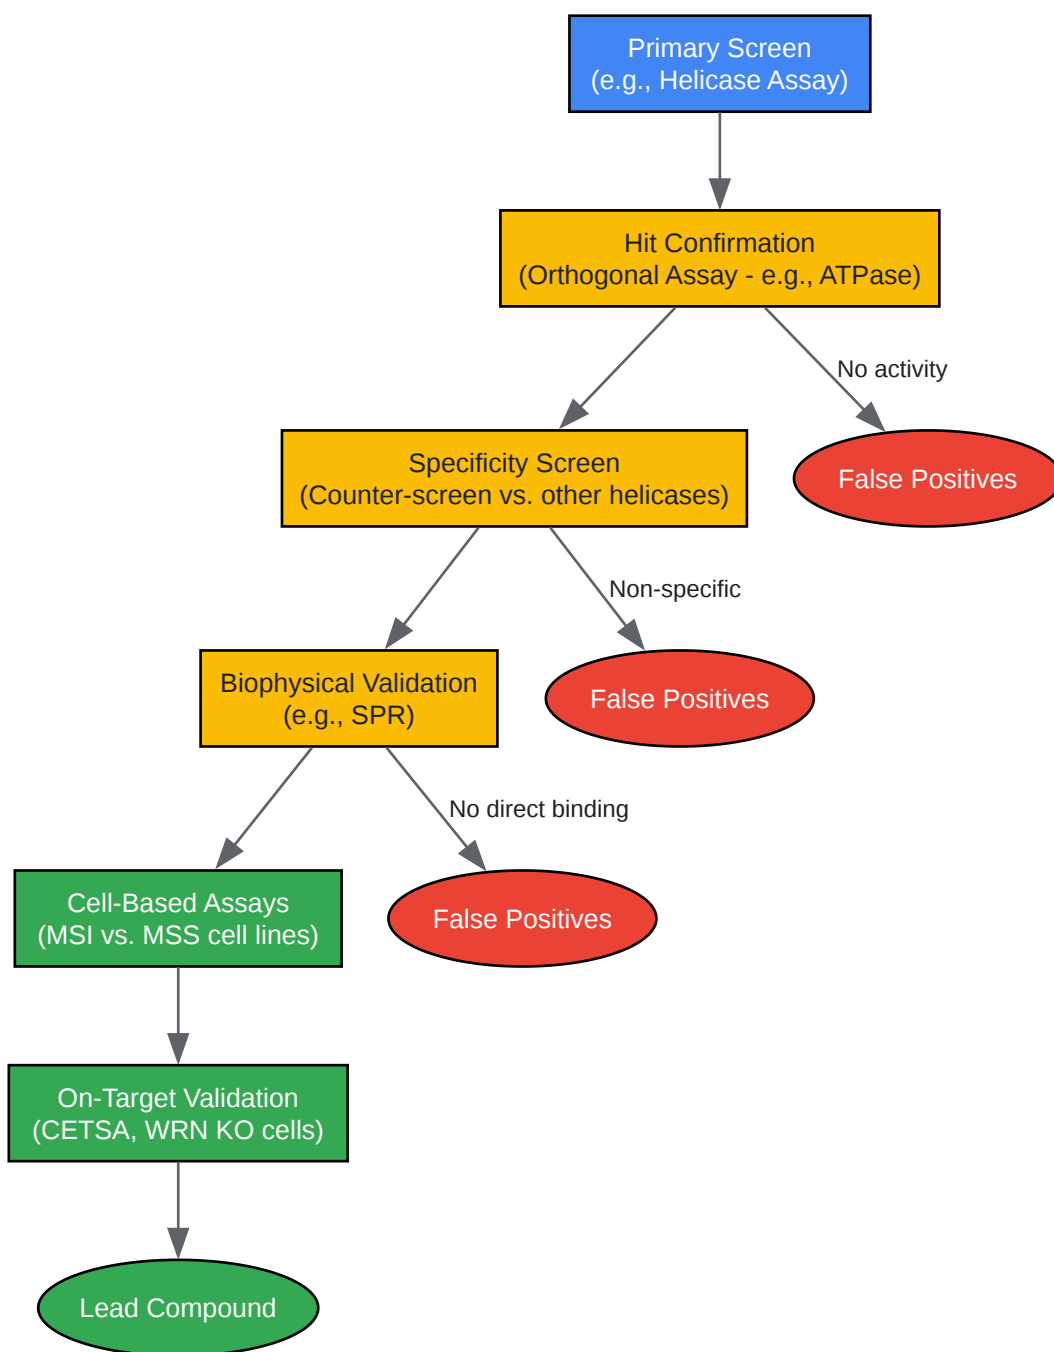 Primary Screen
(e.g., Helicase Assay)
Hit Confirmation
(Orthogonal Assay - e.g., ATPase)
No activity
Specificity Screen
(Counter-screen vs. other helicases)
False Positives
Non-specific
Biophysical Validation
(e.g., SPR)
False Positives
No direct binding
Cell-Based Assays
(MSI vs. MSS cell lines)
False Positives
On-Target Validation
(CETSA, WRN KO cells)
Lead Compound